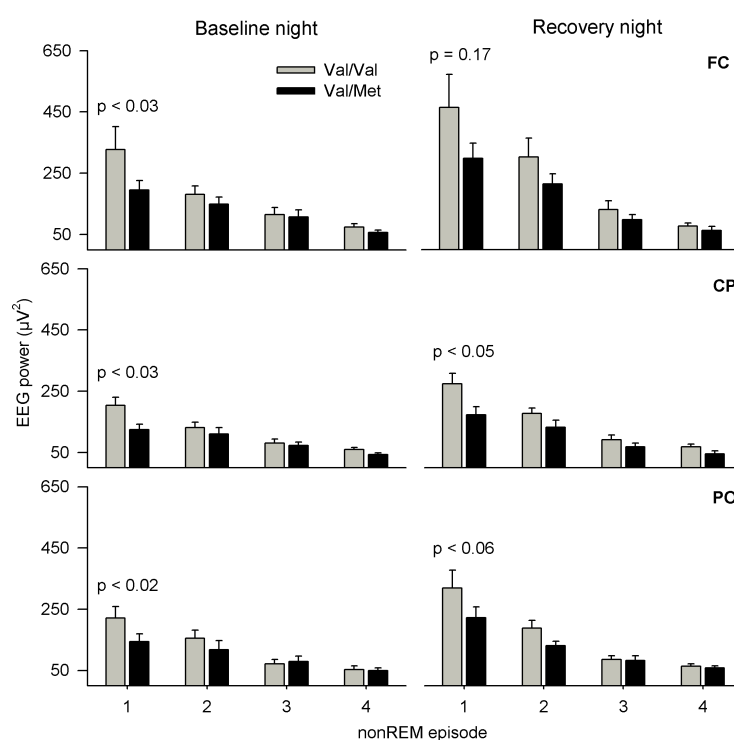 Baseline night
Recovery night
650
450
250
50
p < 0.03
Val/Val
Val/Met
p = 0.17
FC
650
450
250
50
p < 0.03
p < 0.05
CP
EEG power (µV²)
650
450
250
50
p < 0.02
p < 0.06
PO
1 2 3 4 1 2 3 4
nonREM episode